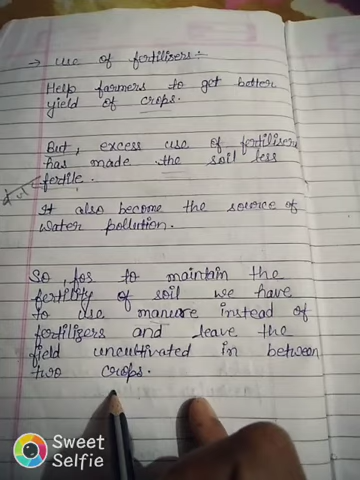 → use of fertilizers:-
Help farmers to get better
yield of crops.
But, excess use of fertilisers
has made the soil less
fertile.
It also become the source of
water pollution.
So, for to maintain the
fertility of soil we have
to use manure instead of
fertilizers and leave the
field uncultivated in between
two crops.
Sweet
Selfie